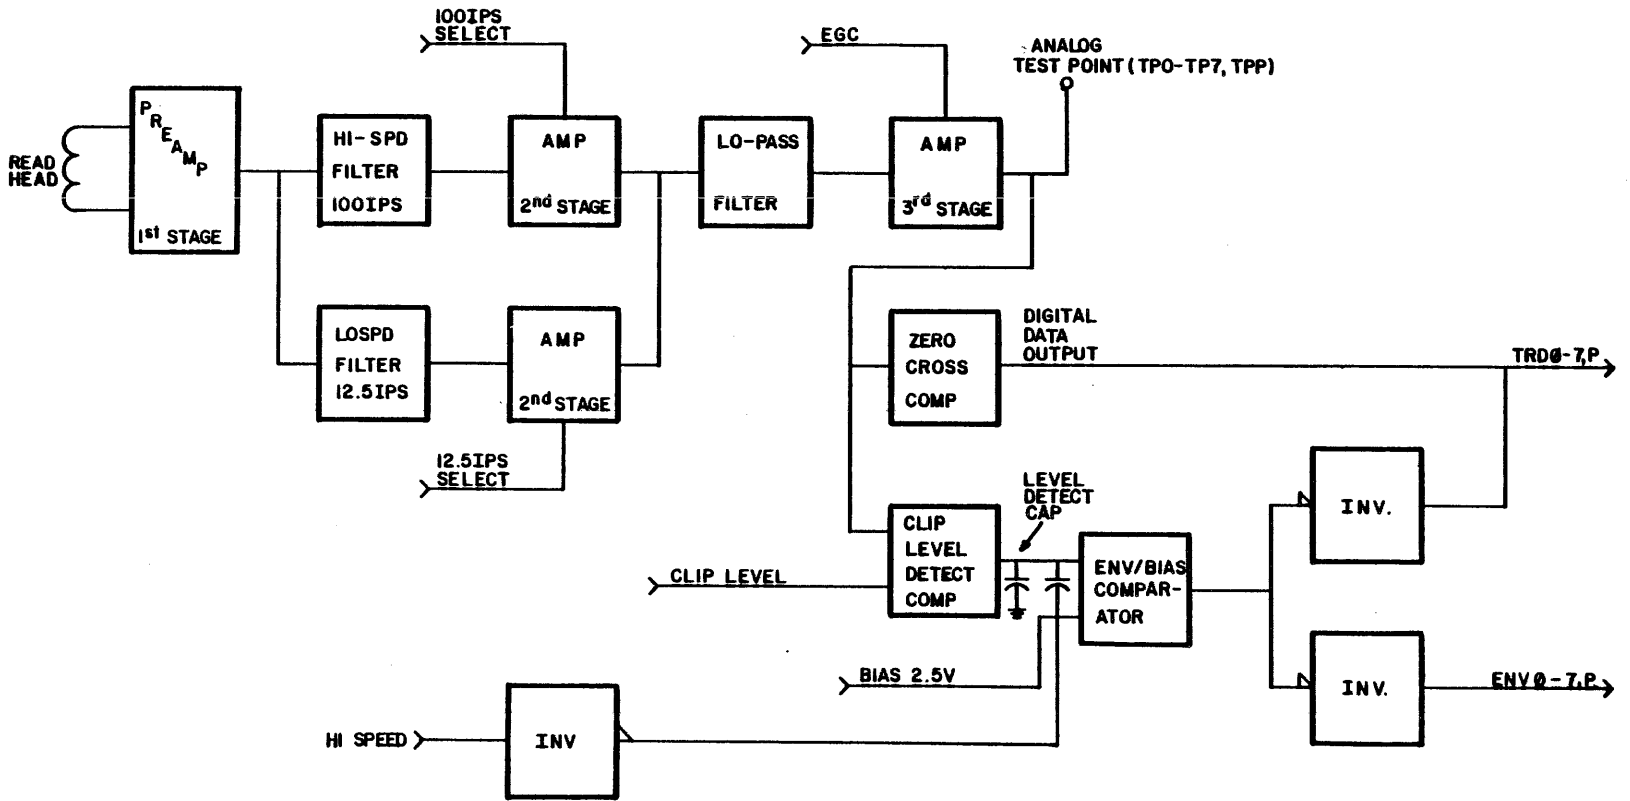 100IPS
SELECT
EGC
ANALOG
TEST POINT (TP0-TP7, TPP)
READ
HEAD
PREAMP
1st STAGE
HI-SPD
FILTER
100IPS
AMP
2nd STAGE
LO-PASS
FILTER
AMP
3rd STAGE
LOSPD
FILTER
12.5IPS
AMP
2nd STAGE
12.5IPS
SELECT
ZERO
CROSS
COMP
DIGITAL
DATA
OUTPUT
TRD0-7,P
CLIP LEVEL
CLIP
LEVEL
DETECT
COMP
LEVEL
DETECT
CAP
ENV/BIAS
COMPAR-
ATOR
INV.
BIAS 2.5V
INV.
ENV0-7,P
HI SPEED
INV